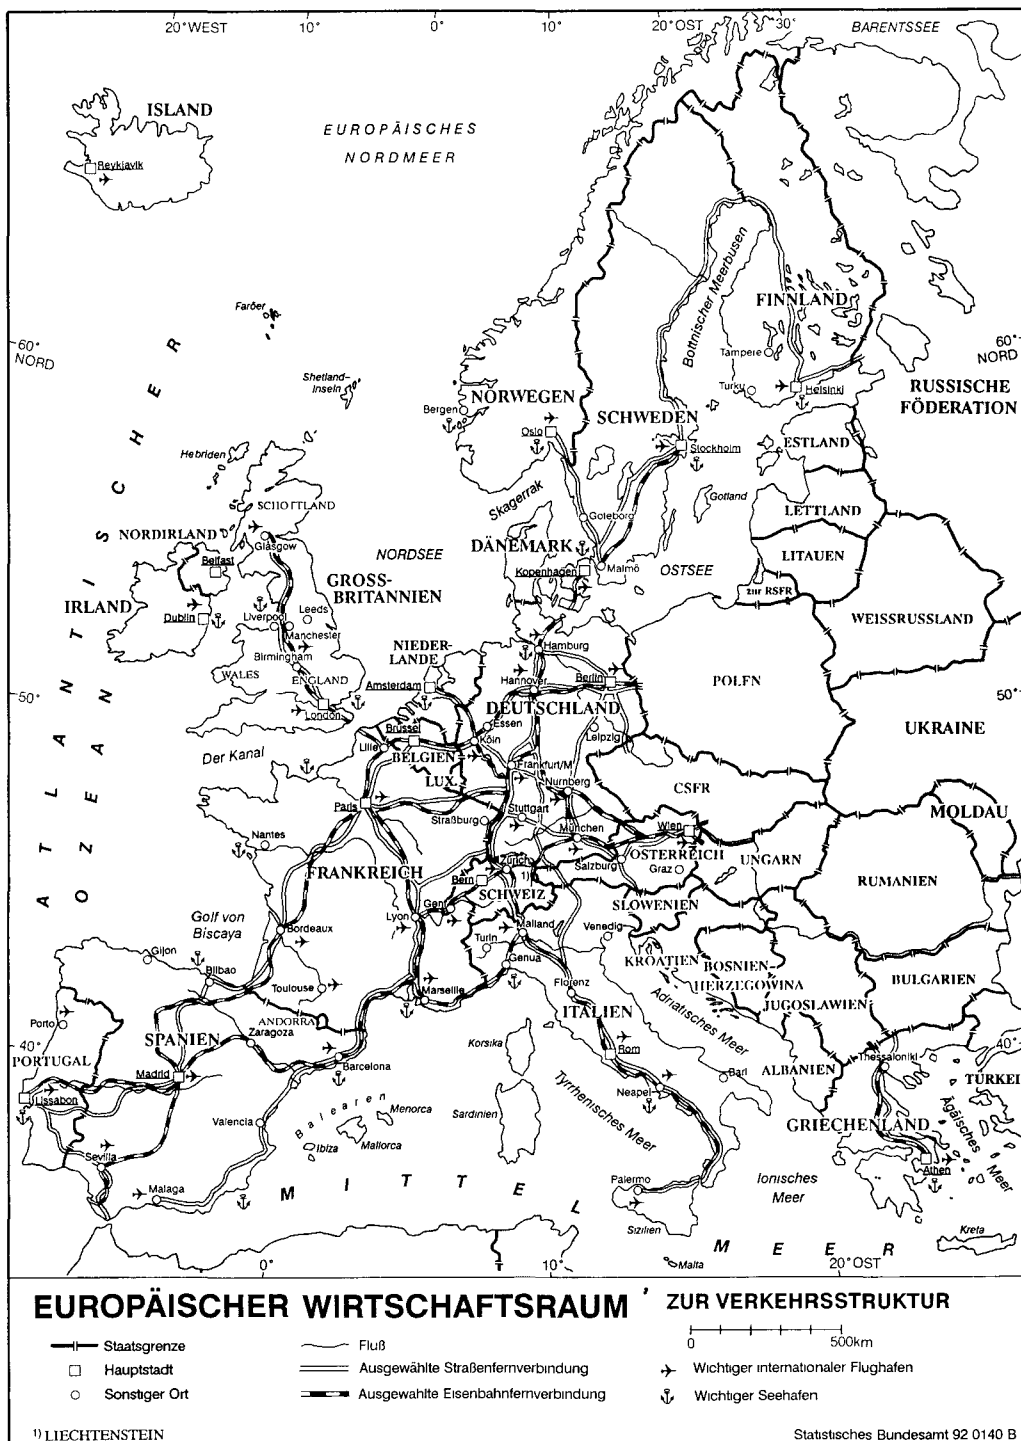 20°WEST
10°
0°
10°
20°OST
30°
BARENTSSEE
ISLAND
Reykjavik
EUROPÄISCHES
NORDMEER
Faröer
60°
NORD
Shetland-
Inseln
Bottnischer Meerbusen
FINNLAND
Tampere
Turku
Helsinki
60°
NORD
RUSSISCHE
FÖDERATION
NORWEGEN
Bergen
Oslo
SCHWEDEN
Stockholm
ESTLAND
Hebriden
SCHOTTLAND
Skagerrak
Gotland
LETTLAND
Göteborg
NORDIRLAND
Glasgow
NORDSEE
DÄNEMARK
LITAUEN
Belfast
Kopenhagen
Malmö
OSTSEE
zur RSFR
GROSS-
BRITANNIEN
IRLAND
Dublin
Liverpool
Leeds
Manchester
WEISSRUSSLAND
NIEDER-
LANDE
Hamburg
Birmingham
WALES
ENGLAND
Amsterdam
Hannover
Berlin
POLEN
50°
50°
London
DEUTSCHLAND
Essen
UKRAINE
Brüssel
Köln
Leipzig
Der Kanal
Lille
BELGIEN
LUX.
Frankfurt/M
Nürnberg
CSFR
Paris
Stuttgart
MOLDAU
Straßburg
München
Wien
Nantes
ÖSTERREICH
UNGARN
Zürich
Salzburg
Graz
FRANKREICH
Bern
1)
SCHWEIZ
RUMÄNIEN
Genf
SLOWENIEN
Golf von
Biscaya
Lyon
Bordeaux
Mailand
Venedig
Turin
Gijon
Genua
KROATIEN
BOSNIEN
HERZEGOWINA
Bilbao
Toulouse
Marseille
Florenz
BULGARIEN
ITALIEN
Adriatisches Meer
JUGOSLAWIEN
ANDORRA
Porto
SPANIEN
Zaragoza
Korsika
Rom
40°
PORTUGAL
Madrid
Barcelona
ALBANIEN
Thessaloniki
40°
TÜRKEI
Bari
Lissabon
Balearen
Menorca
Sardinien
Tyrrhenisches Meer
Neapel
Valencia
Ibiza
Mallorca
GRIECHENLAND
Ägäisches Meer
Sevilla
Athen
Malaga
Palermo
Ionisches
Meer
Sizilien
Kreta
Malta
ATLANTISCHER
OZEAN
MITTEL
MEER
0°
10°
20°OST
EUROPÄISCHER WIRTSCHAFTSRAUM ' ZUR VERKEHRSSTRUKTUR
0 500km
Staatsgrenze
Fluß
Hauptstadt
Ausgewählte Straßenfernverbindung
Wichtiger internationaler Flughafen
Sonstiger Ort
Ausgewahlte Eisenbahnfernverbindung
Wichtiger Seehafen
1) LIECHTENSTEIN
Statistisches Bundesamt 92 0140 B